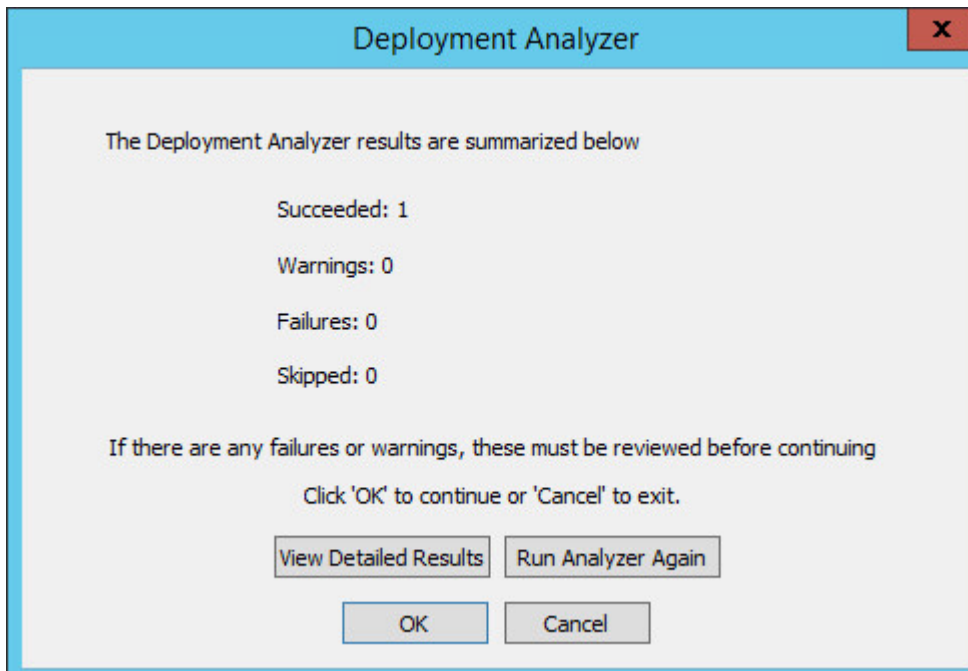 Deployment Analyzer
x
The Deployment Analyzer results are summarized below
Succeeded: 1
Warnings: 0
Failures: 0
Skipped: 0
If there are any failures or warnings, these must be reviewed before continuing
Click 'OK' to continue or 'Cancel' to exit.
View Detailed Results
Run Analyzer Again
OK
Cancel